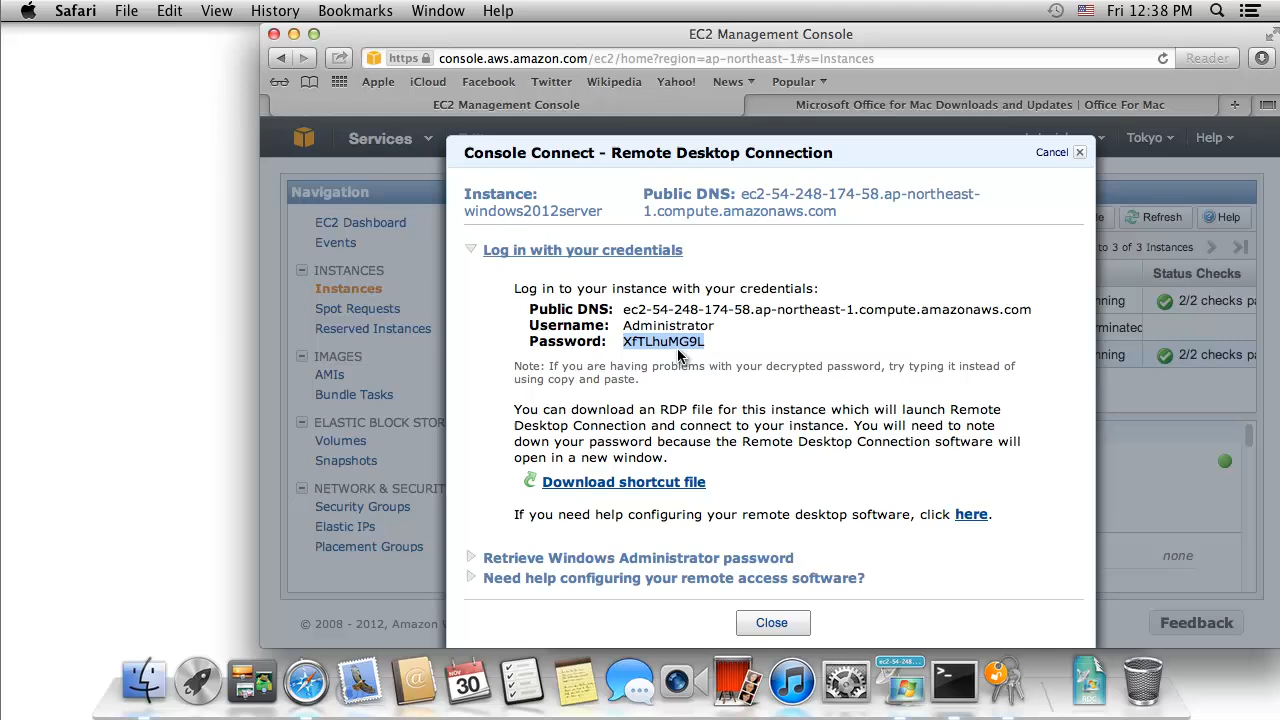 Safari File Edit View History Bookmarks Window Help Fri 12:38 PM
EC2 Management Console
https console.aws.amazon.com/ec2/home?region=ap-northeast-1#s=Instances Reader
Apple iCloud Facebook Twitter Wikipedia Yahoo! News Popular
EC2 Management Console Microsoft Office for Mac Downloads and Updates | Office For Mac
Services Tokyo Help
Console Connect - Remote Desktop Connection Cancel
Navigation
EC2 Dashboard
Events
INSTANCES
Instances
Spot Requests
Reserved Instances
IMAGES
AMIs
Bundle Tasks
ELASTIC BLOCK STOR
Volumes
Snapshots
NETWORK & SECURIT
Security Groups
Elastic IPs
Placement Groups
© 2008 - 2012, Amazon W
Instance:
windows2012server
Public DNS: ec2-54-248-174-58.ap-northeast-
1.compute.amazonaws.com
Log in with your credentials
Log in to your instance with your credentials:
Public DNS: ec2-54-248-174-58.ap-northeast-1.compute.amazonaws.com
Username: Administrator
Password: XfTLhuMG9L
Note: If you are having problems with your decrypted password, try typing it instead of
using copy and paste.
You can download an RDP file for this instance which will launch Remote
Desktop Connection and connect to your instance. You will need to note
down your password because the Remote Desktop Connection software will
open in a new window.
Download shortcut file
If you need help configuring your remote desktop software, click here.
Retrieve Windows Administrator password
Need help configuring your remote access software?
Close
Refresh Help
to 3 of 3 Instances
Status Checks
nning 2/2 checks pa
rminated
nning 2/2 checks pa
none
Feedback
ec2-54-248...
NOV
30
RDC